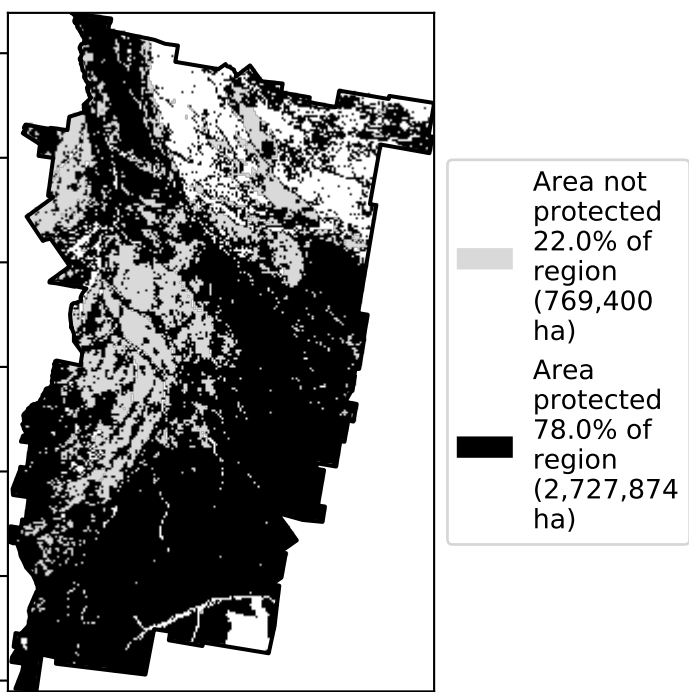 Area not
protected
22.0% of
region
(769,400
ha)
Area
protected
78.0% of
region
(2,727,874
ha)